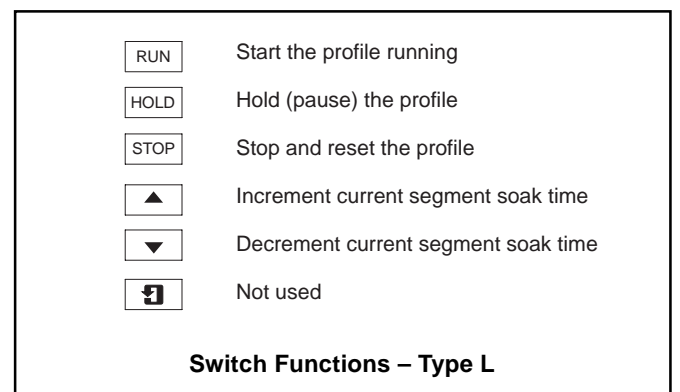 RUN Start the profile running
HOLD Hold (pause) the profile
STOP Stop and reset the profile
Increment current segment soak time
Decrement current segment soak time
Not used
Switch Functions – Type L